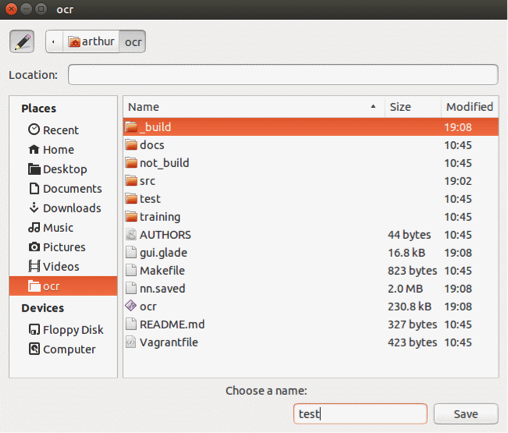 ocr
arthur ocr
Location:
Places
Recent
Home
Desktop
Documents
Downloads
Music
Pictures
Videos
ocr
Devices
Floppy Disk
Computer
Name Size Modified
_build 19:08
docs 10:45
not_build 10:45
src 19:02
test 10:45
training 10:45
AUTHORS 44 bytes 10:45
gui.glade 16.8 kB 19:08
Makefile 823 bytes 10:45
nn.saved 2.0 MB 19:08
ocr 230.8 kB 19:08
README.md 327 bytes 10:45
Vagrantfile 423 bytes 10:45
Choose a name:
test Save